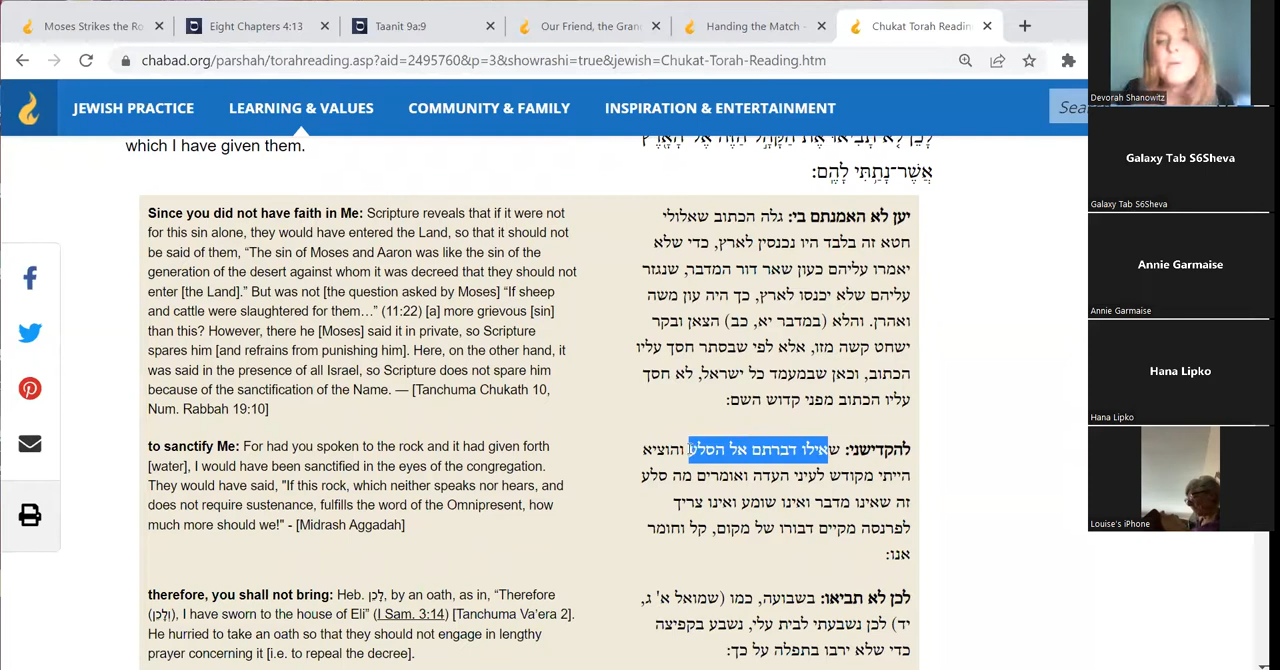 Moses Strikes the Ro
Eight Chapters 4:13
Taanit 9a:9
Our Friend, the Gran
Handing the Match -
Chukat Torah Readin
chabad.org/parshah/torahreading.asp?aid=2495760&p=3&showrashi=true&jewish=Chukat-Torah-Reading.htm
JEWISH PRACTICE
LEARNING & VALUES
COMMUNITY & FAMILY
INSPIRATION & ENTERTAINMENT
Sea
which I have given them.
לָכֵן לֹא תָבִיאוּ אֶת הַקָּהָל הַזֶּה אֶל הָאָרֶץ
אֲשֶׁר־נָתַתִּי לָהֶם:
Since you did not have faith in Me: Scripture reveals that if it were not
for this sin alone, they would have entered the Land, so that it should not
be said of them, “The sin of Moses and Aaron was like the sin of the
generation of the desert against whom it was decreed that they should not
enter [the Land].” But was not [the question asked by Moses] “If sheep
and cattle were slaughtered for them…” (11:22) [a] more grievous [sin]
than this? However, there he [Moses] said it in private, so Scripture
spares him [and refrains from punishing him]. Here, on the other hand, it
was said in the presence of all Israel, so Scripture does not spare him
because of the sanctification of the Name. — [Tanchuma Chukath 10,
Num. Rabbah 19:10]
יען לא האמנתם בי: גלה הכתוב שאלולי
חטא זה בלבד היו נכנסין לארץ, כדי שלא
יאמרו עליהם כעון שאר דור המדבר, שנגזר
עליהם שלא יכנסו לארץ, כך היה עון משה
ואהרן. והלא (במדבר יא, כב) הצאן ובקר
ישחט קשה מזו, אלא לפי שבסתר חסך עליו
הכתוב, וכאן שבמעמד כל ישראל, לא חסך
עליו הכתוב מפני קדוש השם:
to sanctify Me: For had you spoken to the rock and it had given forth
[water], I would have been sanctified in the eyes of the congregation.
They would have said, "If this rock, which neither speaks nor hears, and
does not require sustenance, fulfills the word of the Omnipresent, how
much more should we!" - [Midrash Aggadah]
להקדישני: שאילו דברתם אל הסלע והוציא
הייתי מקודש לעיני העדה ואומרים מה סלע
זה שאינו מדבר ואינו שומע ואינו צריך
לפרנסה מקיים דבורו של מקום, קל וחומר
אנו:
therefore, you shall not bring: Heb. לָכֵן, by an oath, as in, “Therefore
(וְלָכֵן), I have sworn to the house of Eli” (I Sam. 3:14) [Tanchuma Va’era 2].
He hurried to take an oath so that they should not engage in lengthy
prayer concerning it [i.e. to repeal the decree].
לכן לא תביאו: בשבועה, כמו (שמואל א' ג,
יד) לכן נשבעתי לבית עלי, נשבע בקפיצה
כדי שלא ירבו בתפלה על כך:
Devorah Shanowitz
Galaxy Tab S6Sheva
Galaxy Tab S6Sheva
Annie Garmaise
Annie Garmaise
Hana Lipko
Hana Lipko
Louise's iPhone